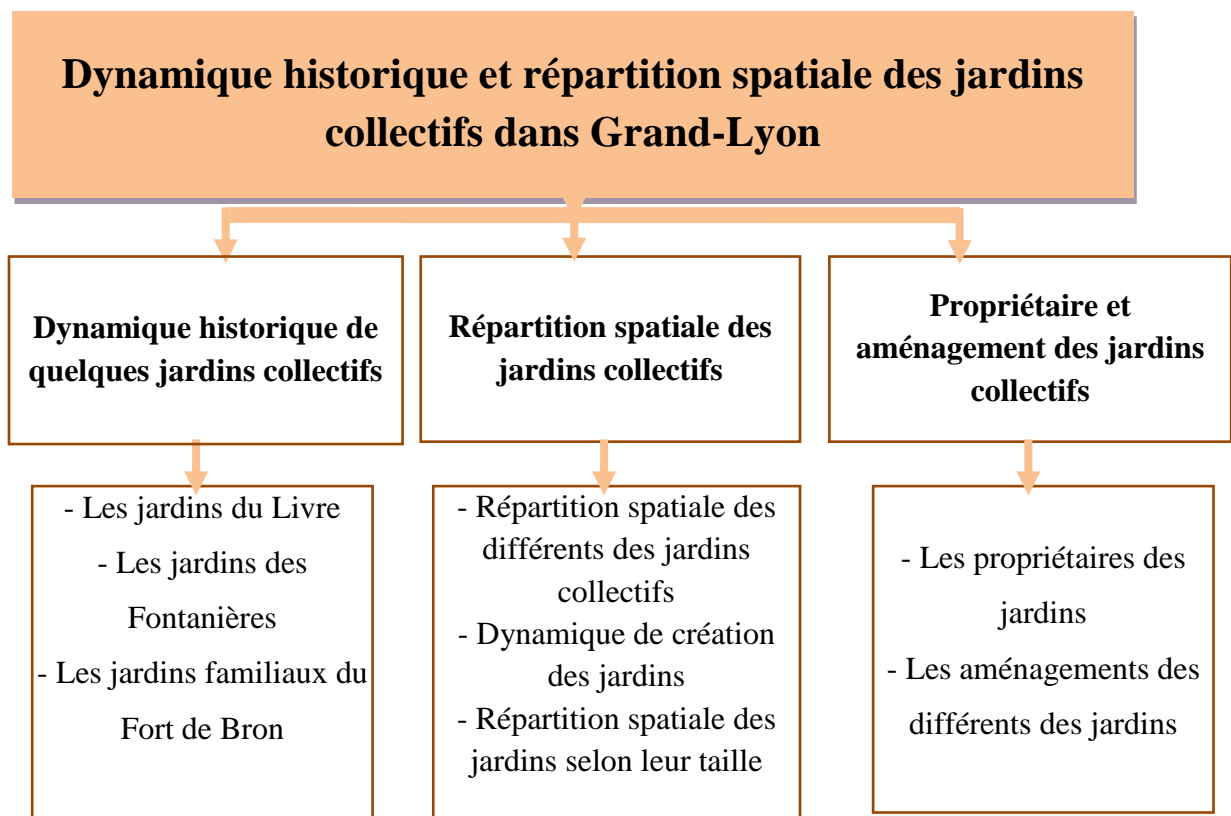 Dynamique historique et répartition spatiale des jardins
collectifs dans Grand-Lyon
Dynamique historique de
quelques jardins collectifs
Répartition spatiale des
jardins collectifs
Propriétaire et
aménagement des jardins
collectifs
- Les jardins du Livre
- Les jardins des
Fontanières
- Les jardins familiaux du
Fort de Bron
- Répartition spatiale des
différents des jardins
collectifs
- Dynamique de création
des jardins
- Répartition spatiale des
jardins selon leur taille
- Les propriétaires des
jardins
- Les aménagements des
différents des jardins